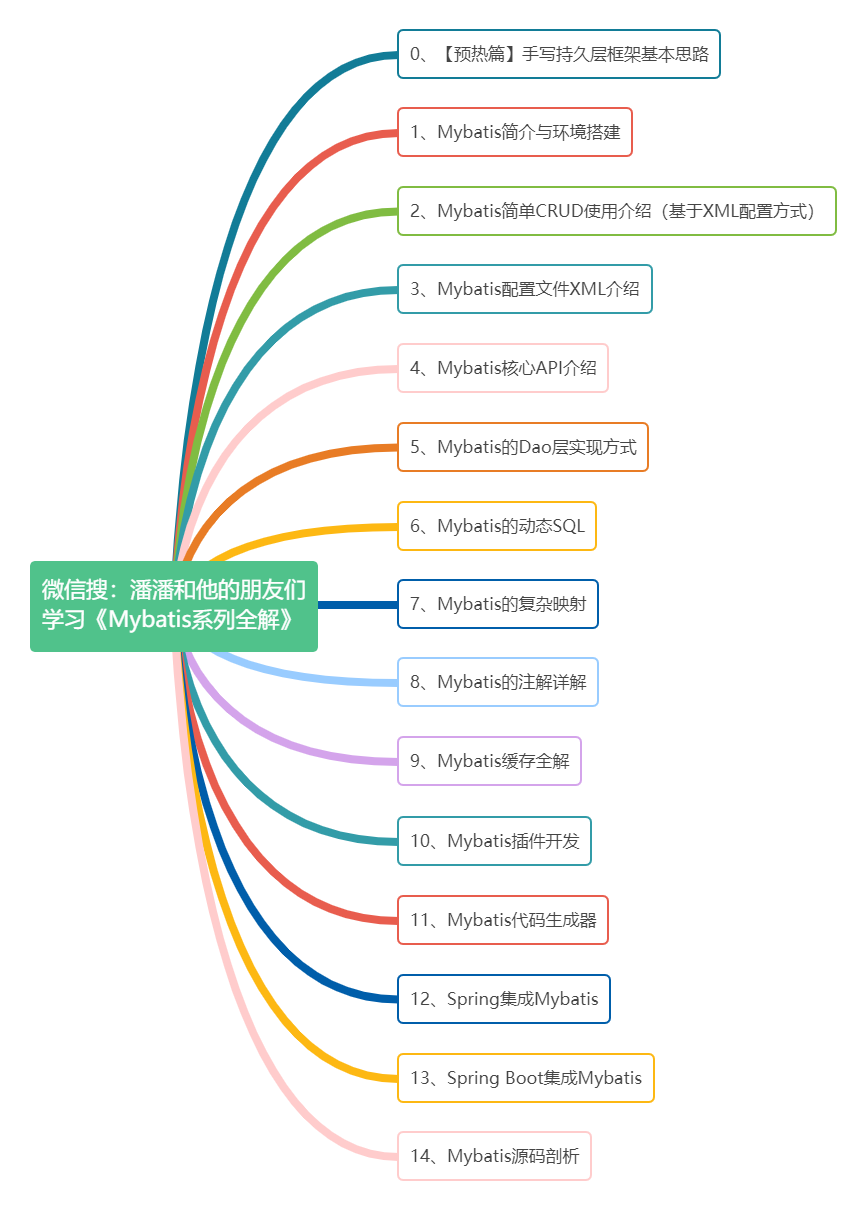 0、【预热篇】手写持久层框架基本思路
1、Mybatis简介与环境搭建
2、Mybatis简单CRUD使用介绍（基于XML配置方式）
3、Mybatis配置文件XML介绍
4、Mybatis核心API介绍
5、Mybatis的Dao层实现方式
6、Mybatis的动态SQL
微信搜：潘潘和他的朋友们
学习《Mybatis系列全解》
7、Mybatis的复杂映射
8、Mybatis的注解详解
9、Mybatis缓存全解
10、Mybatis插件开发
11、Mybatis代码生成器
12、Spring集成Mybatis
13、Spring Boot集成Mybatis
14、Mybatis源码剖析